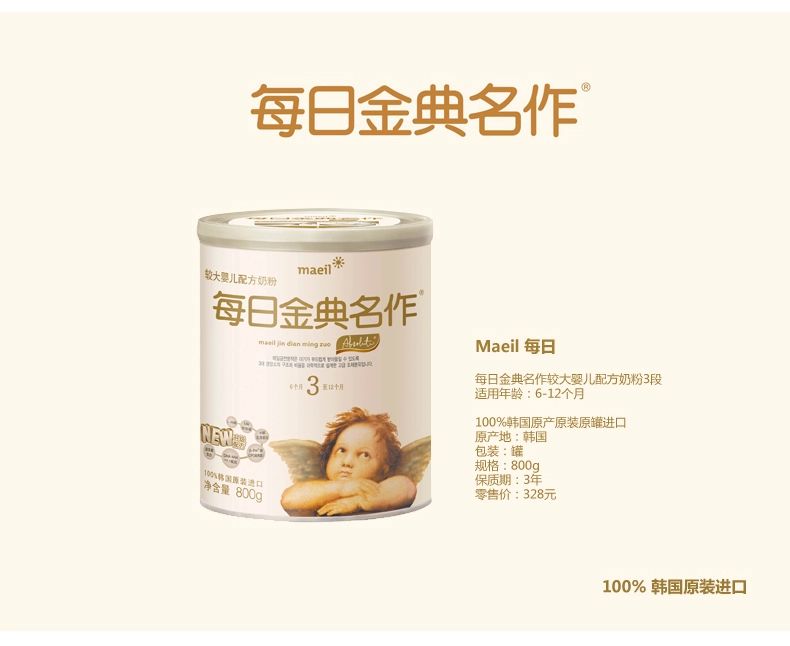 每日金典名作®
maeil
较大婴儿配方奶粉
每日金典名作®
maeil jin dian ming zuo
Absolute
6个月 3 至12个月
NEW
100%韩国原装进口
净含量 800g
Maeil 每日
每日金典名作较大婴儿配方奶粉3段
适用年龄：6-12个月
100%韩国原产原装原罐进口
原产地：韩国
包装：罐
规格：800g
保质期：3年
零售价：328元
100% 韩国原装进口